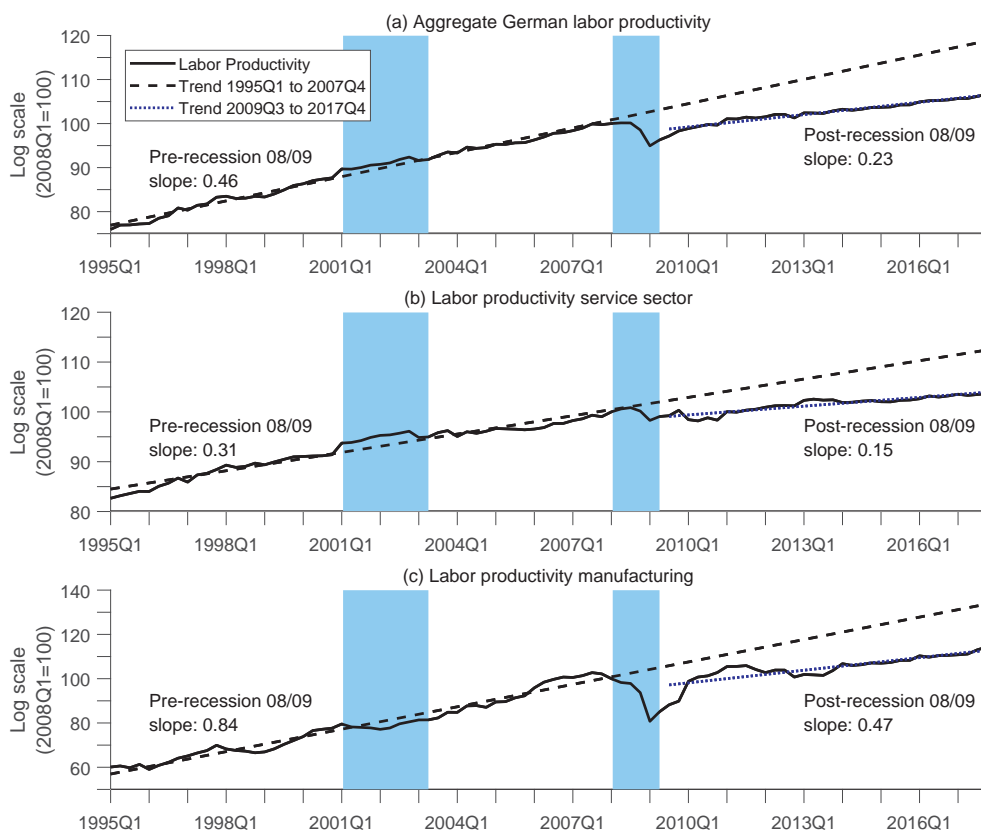 (a) Aggregate German labor productivity
Log scale
(2008Q1=100)
120
110
100
90
80
Labor Productivity
Trend 1995Q1 to 2007Q4
Trend 2009Q3 to 2017Q4
Pre-recession 08/09
slope: 0.46
Post-recession 08/09
slope: 0.23
1995Q1 1998Q1 2001Q1 2004Q1 2007Q1 2010Q1 2013Q1 2016Q1
(b) Labor productivity service sector
Log scale
(2008Q1=100)
120
110
100
90
80
Pre-recession 08/09
slope: 0.31
Post-recession 08/09
slope: 0.15
1995Q1 1998Q1 2001Q1 2004Q1 2007Q1 2010Q1 2013Q1 2016Q1
(c) Labor productivity manufacturing
Log scale
(2008Q1=100)
140
120
100
80
60
Pre-recession 08/09
slope: 0.84
Post-recession 08/09
slope: 0.47
1995Q1 1998Q1 2001Q1 2004Q1 2007Q1 2010Q1 2013Q1 2016Q1